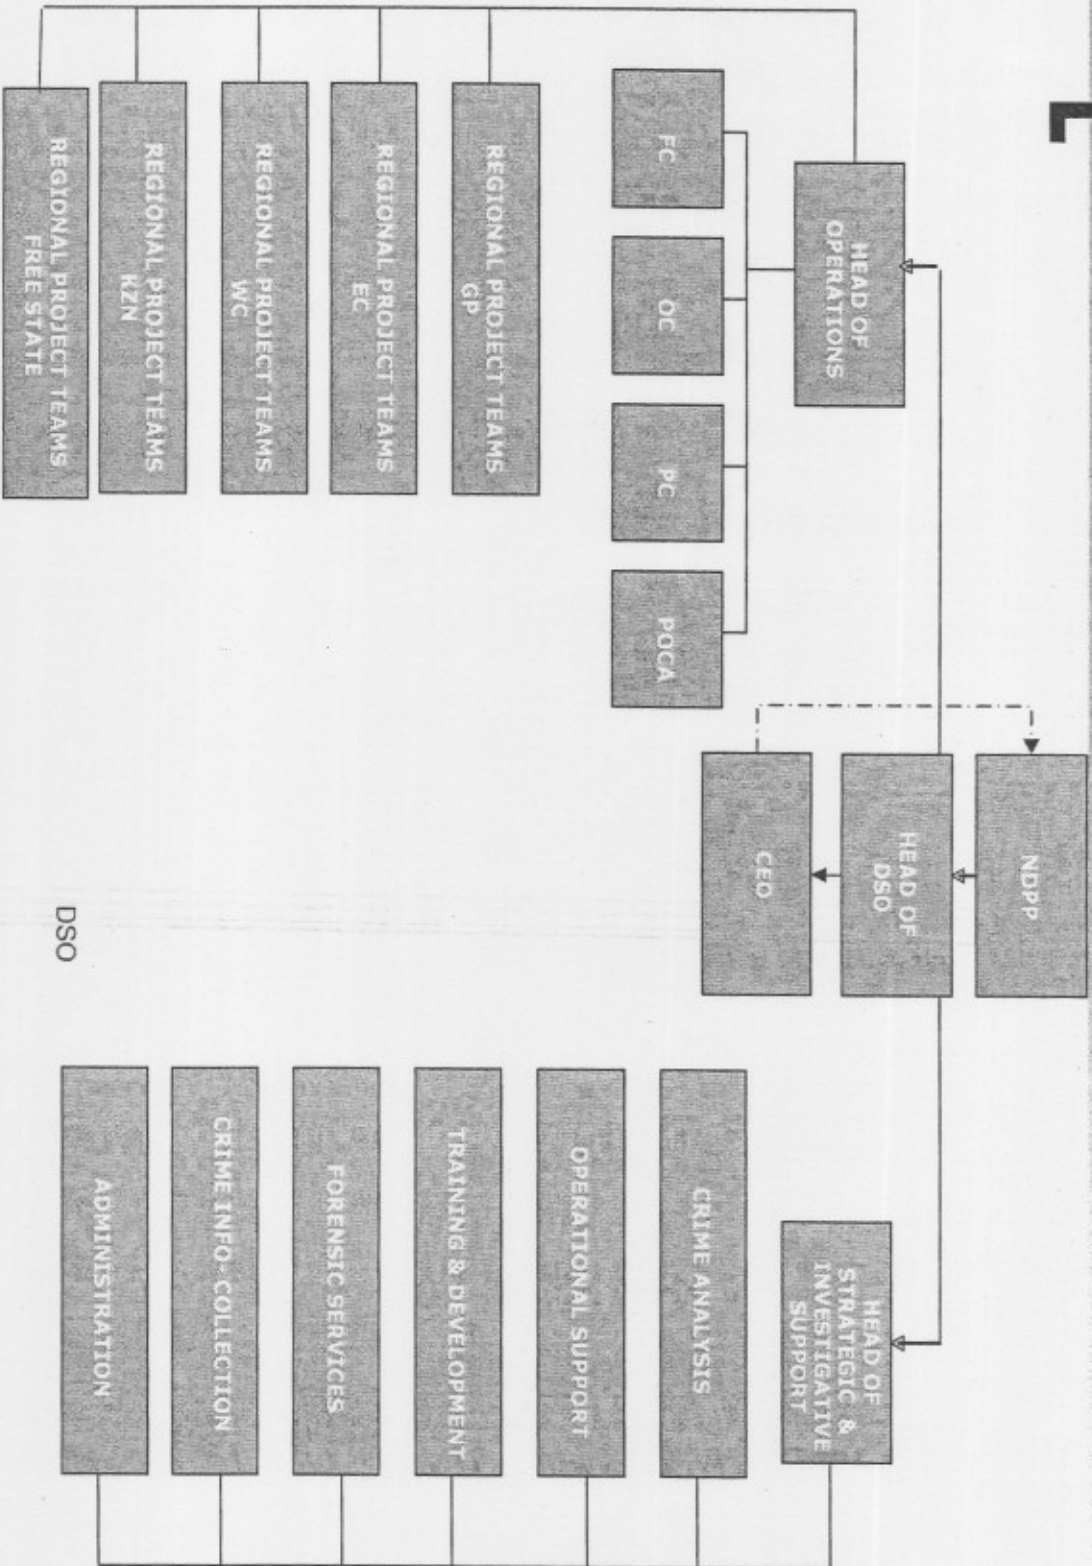 NDPP
HEAD OF
DSO
CEO
HEAD OF
OPERATIONS
FC
OC
PC
POCA
REGIONAL PROJECT TEAMS
GP
REGIONAL PROJECT TEAMS
EC
REGIONAL PROJECT TEAMS
WC
REGIONAL PROJECT TEAMS
KZN
REGIONAL PROJECT TEAMS
FREE STATE
HEAD OF
STRATEGIC &
INVESTIGATIVE
SUPPORT
CRIME ANALYSIS
OPERATIONAL SUPPORT
TRAINING & DEVELOPMENT
FORENSIC SERVICES
CRIME INFO- COLLECTION
ADMINISTRATION
DSO